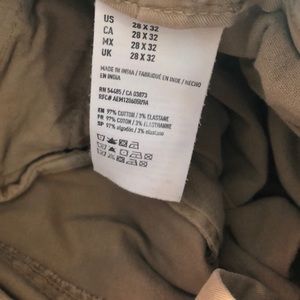 US 28 X 32
CA 28 X 32
MX 28 X 32
UK 28 X 32
MADE IN INDIA / FABRIQUÉ EN INDE / HECHO
EN INDIA
RN 54485 / CA 03873
EN 97% COTTON / 3% ELASTANE
FR 97% COTON / 3% ÉLASTHANNE
SP 97% algodón / 3% elastano